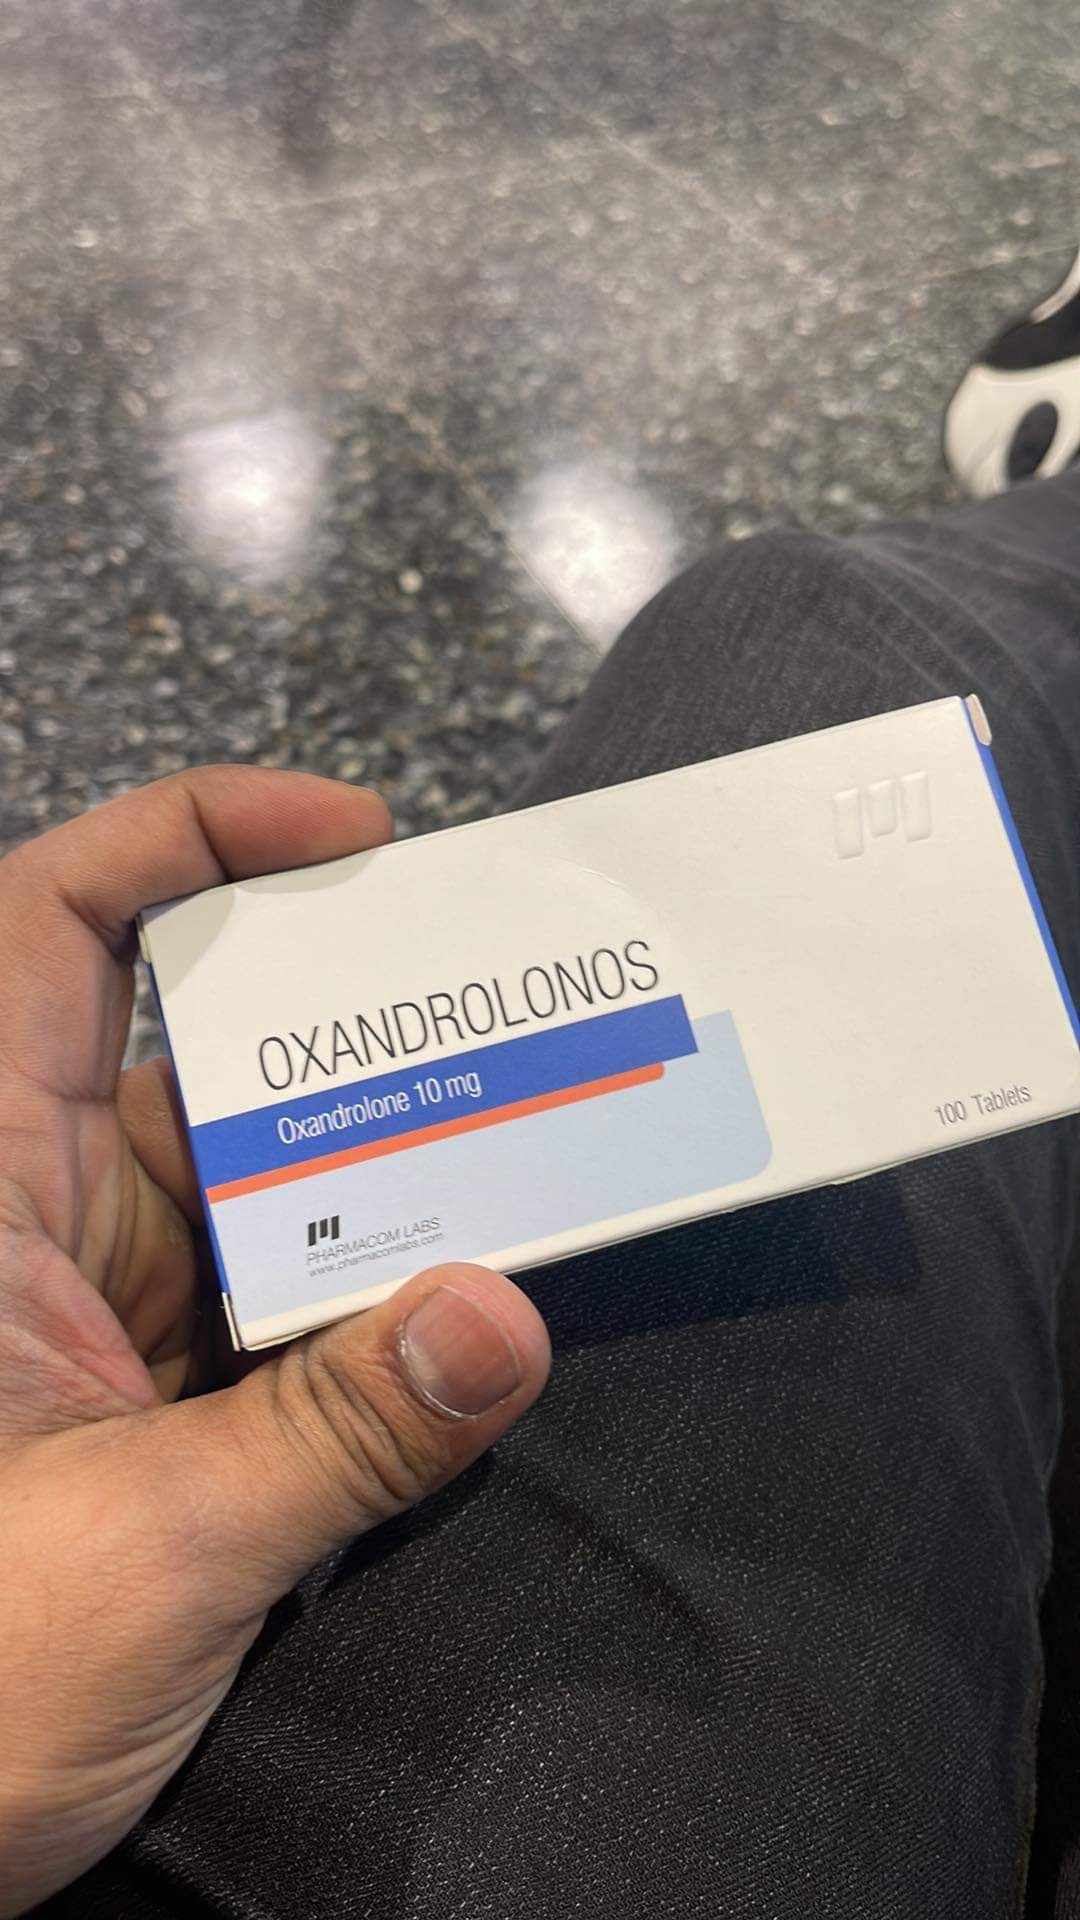 OXANDROLONOS
Oxandrolone 10 mg
100 Tablets
PHARMACOM LABS
www.pharmacomlabs.com